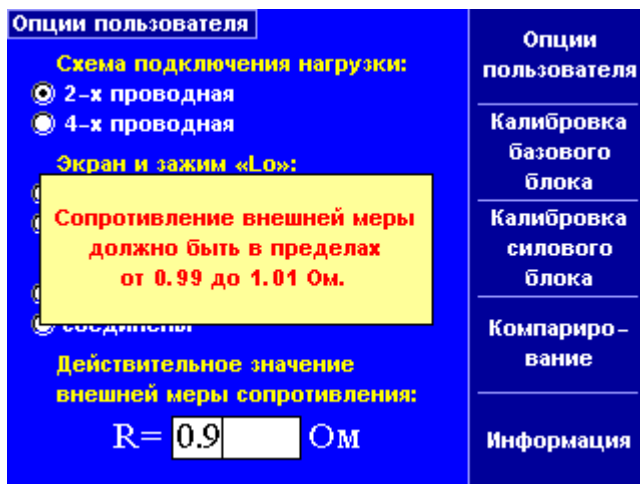 Опции пользователя
Схема подключения нагрузки:
2-х проводная
4-х проводная
Экран и зажим «Lo»:
Сопротивление внешней меры
должно быть в пределах
от 0.99 до 1.01 Ом.
соединены
Действительное значение
внешней меры сопротивления:
R= 0.9 Ом
Опции
пользователя
Калибровка
базового
блока
Калибровка
силового
блока
Компариро-
вание
Информация